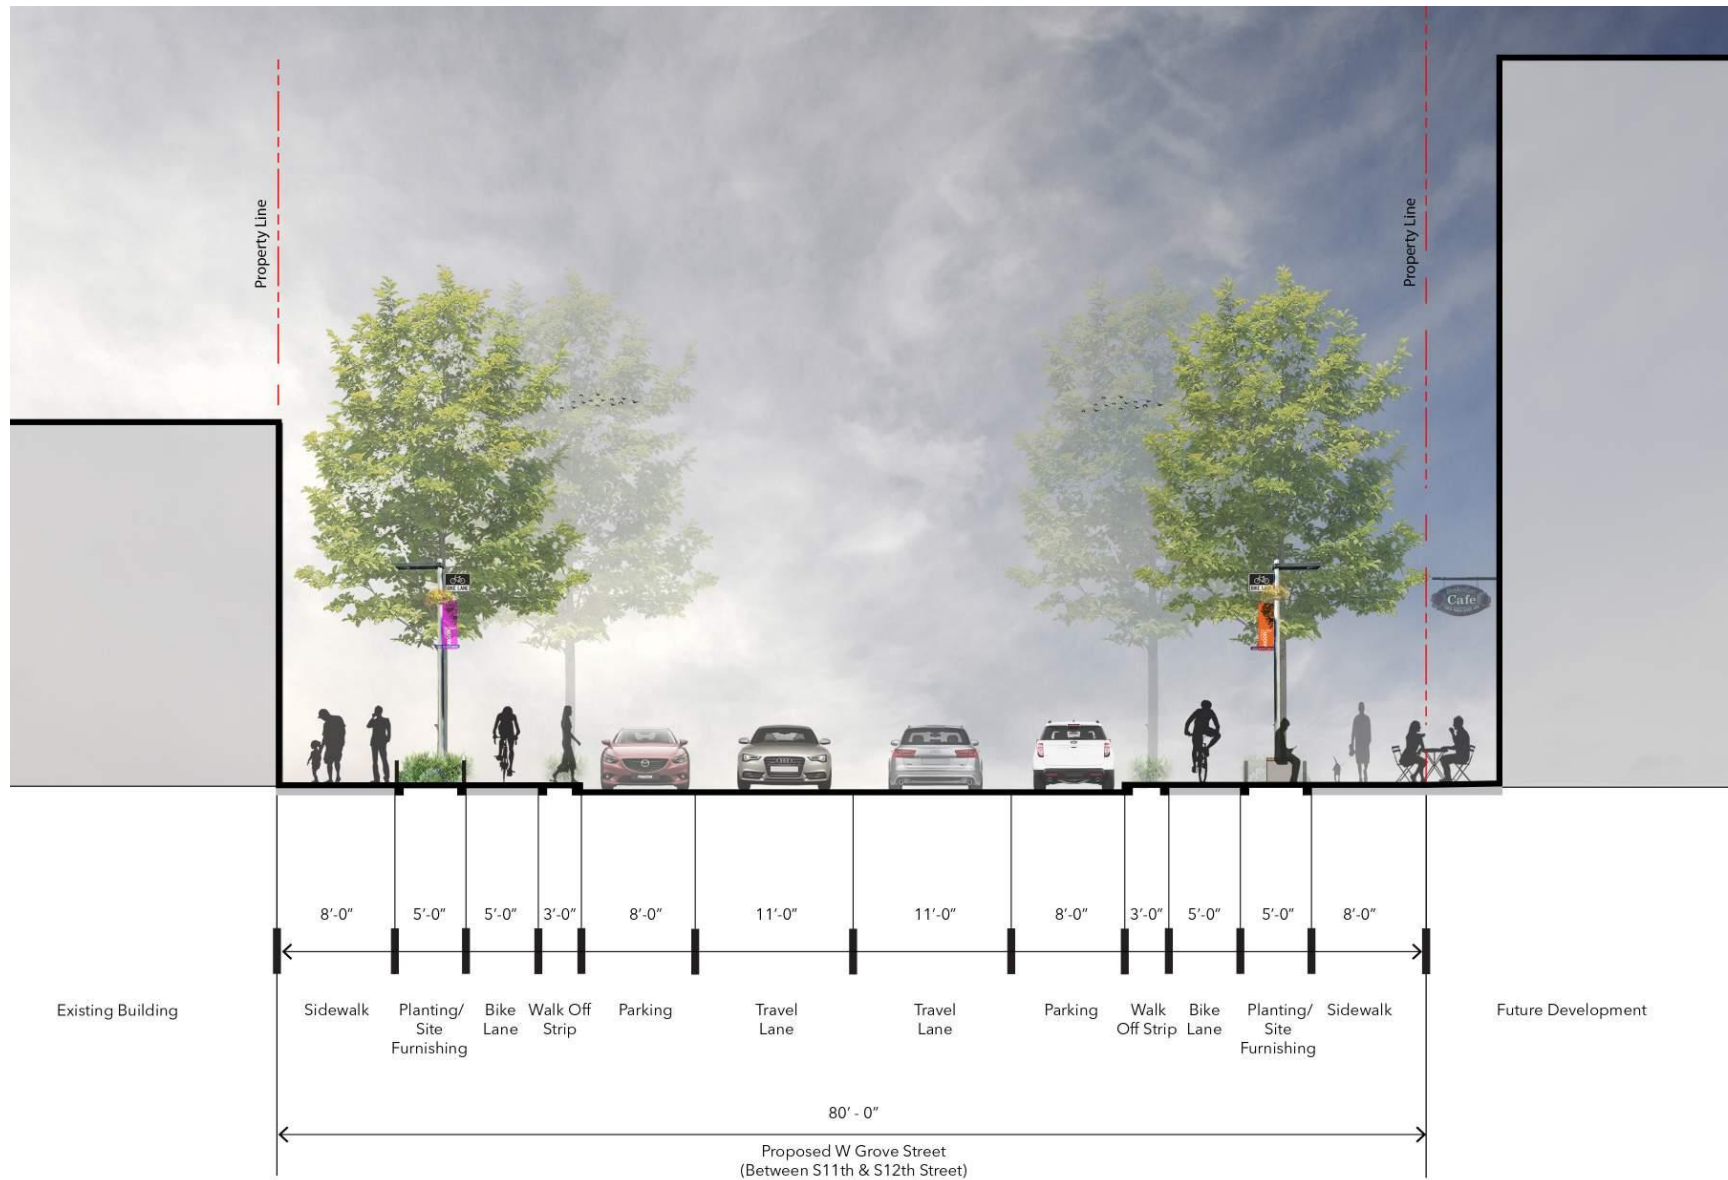 Property Line
Property Line
BIKE LANE
Cafe
8'-0"
5'-0"
5'-0"
3'-0"
8'-0"
11'-0"
11'-0"
8'-0"
3'-0"
5'-0"
5'-0"
8'-0"
Existing Building
Sidewalk
Planting/
Site
Furnishing
Bike
Lane
Walk Off
Strip
Parking
Travel
Lane
Travel
Lane
Parking
Walk
Off Strip
Bike
Lane
Planting/
Site
Furnishing
Sidewalk
Future Development
80' - 0"
Proposed W Grove Street
(Between S11th & S12th Street)